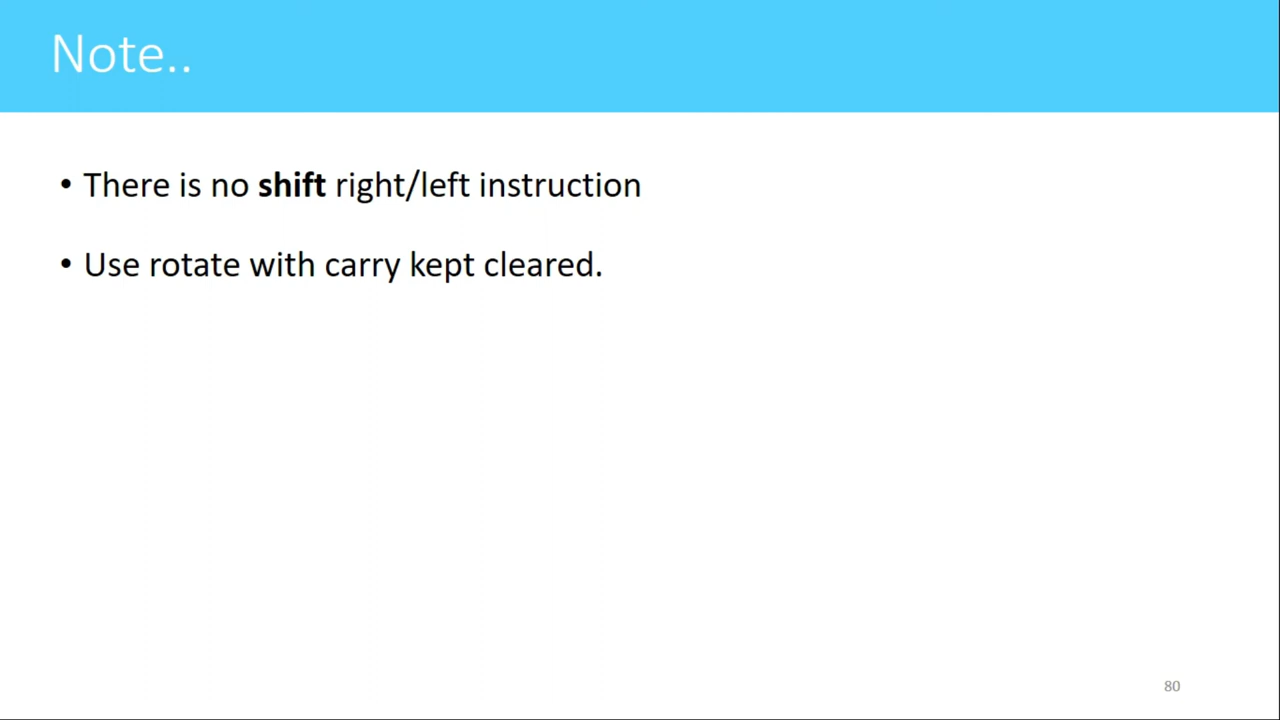 Note..
• There is no shift right/left instruction
• Use rotate with carry kept cleared.
80